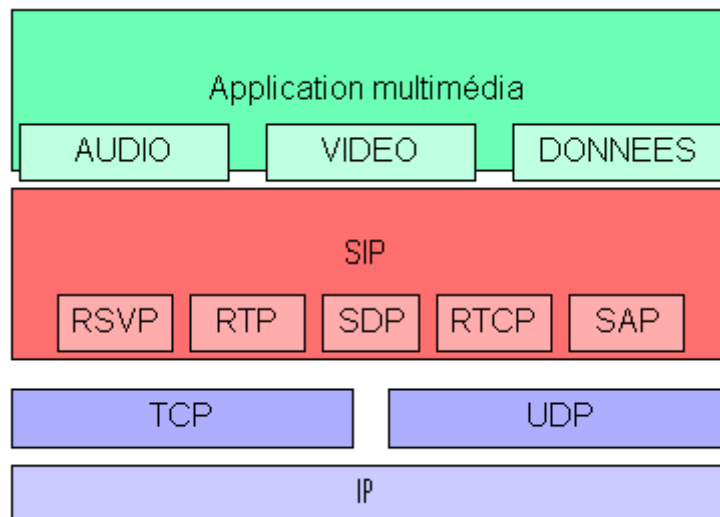 Application multimédia
AUDIO VIDEO DONNEES
SIP
RSVP RTP SDP RTCP SAP
TCP UDP
IP